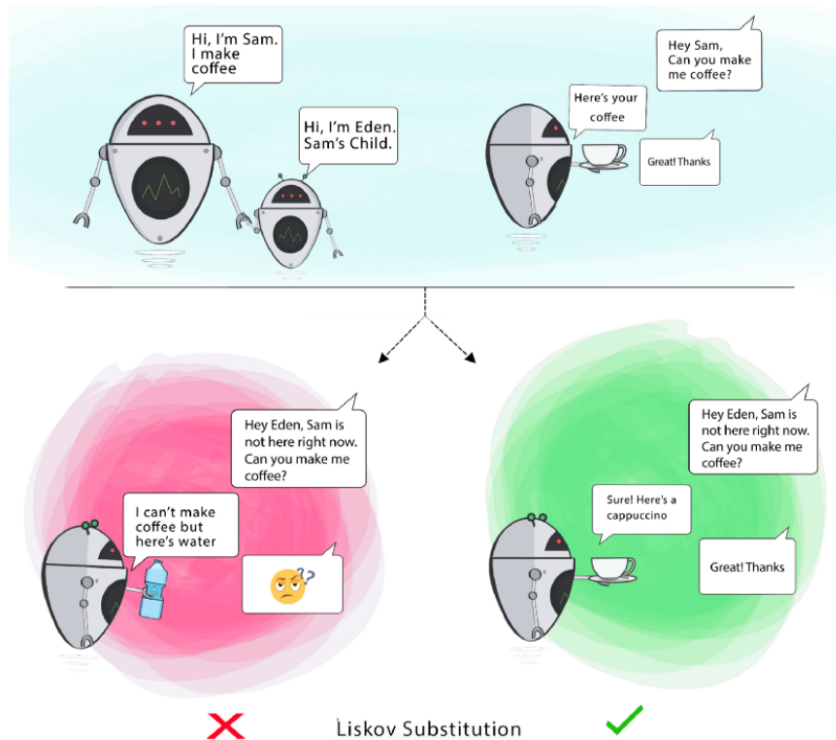 Hi, I'm Sam.
I make
coffee
Hi, I'm Eden.
Sam's Child.
Hey Sam,
Can you make
me coffee?
Here's your
coffee
Great! Thanks
Hey Eden, Sam is
not here right now.
Can you make me
coffee?
I can't make
coffee but
here's water
??
Hey Eden, Sam is
not here right now.
Can you make me
coffee?
Sure! Here's a
cappuccino
Great! Thanks
Liskov Substitution